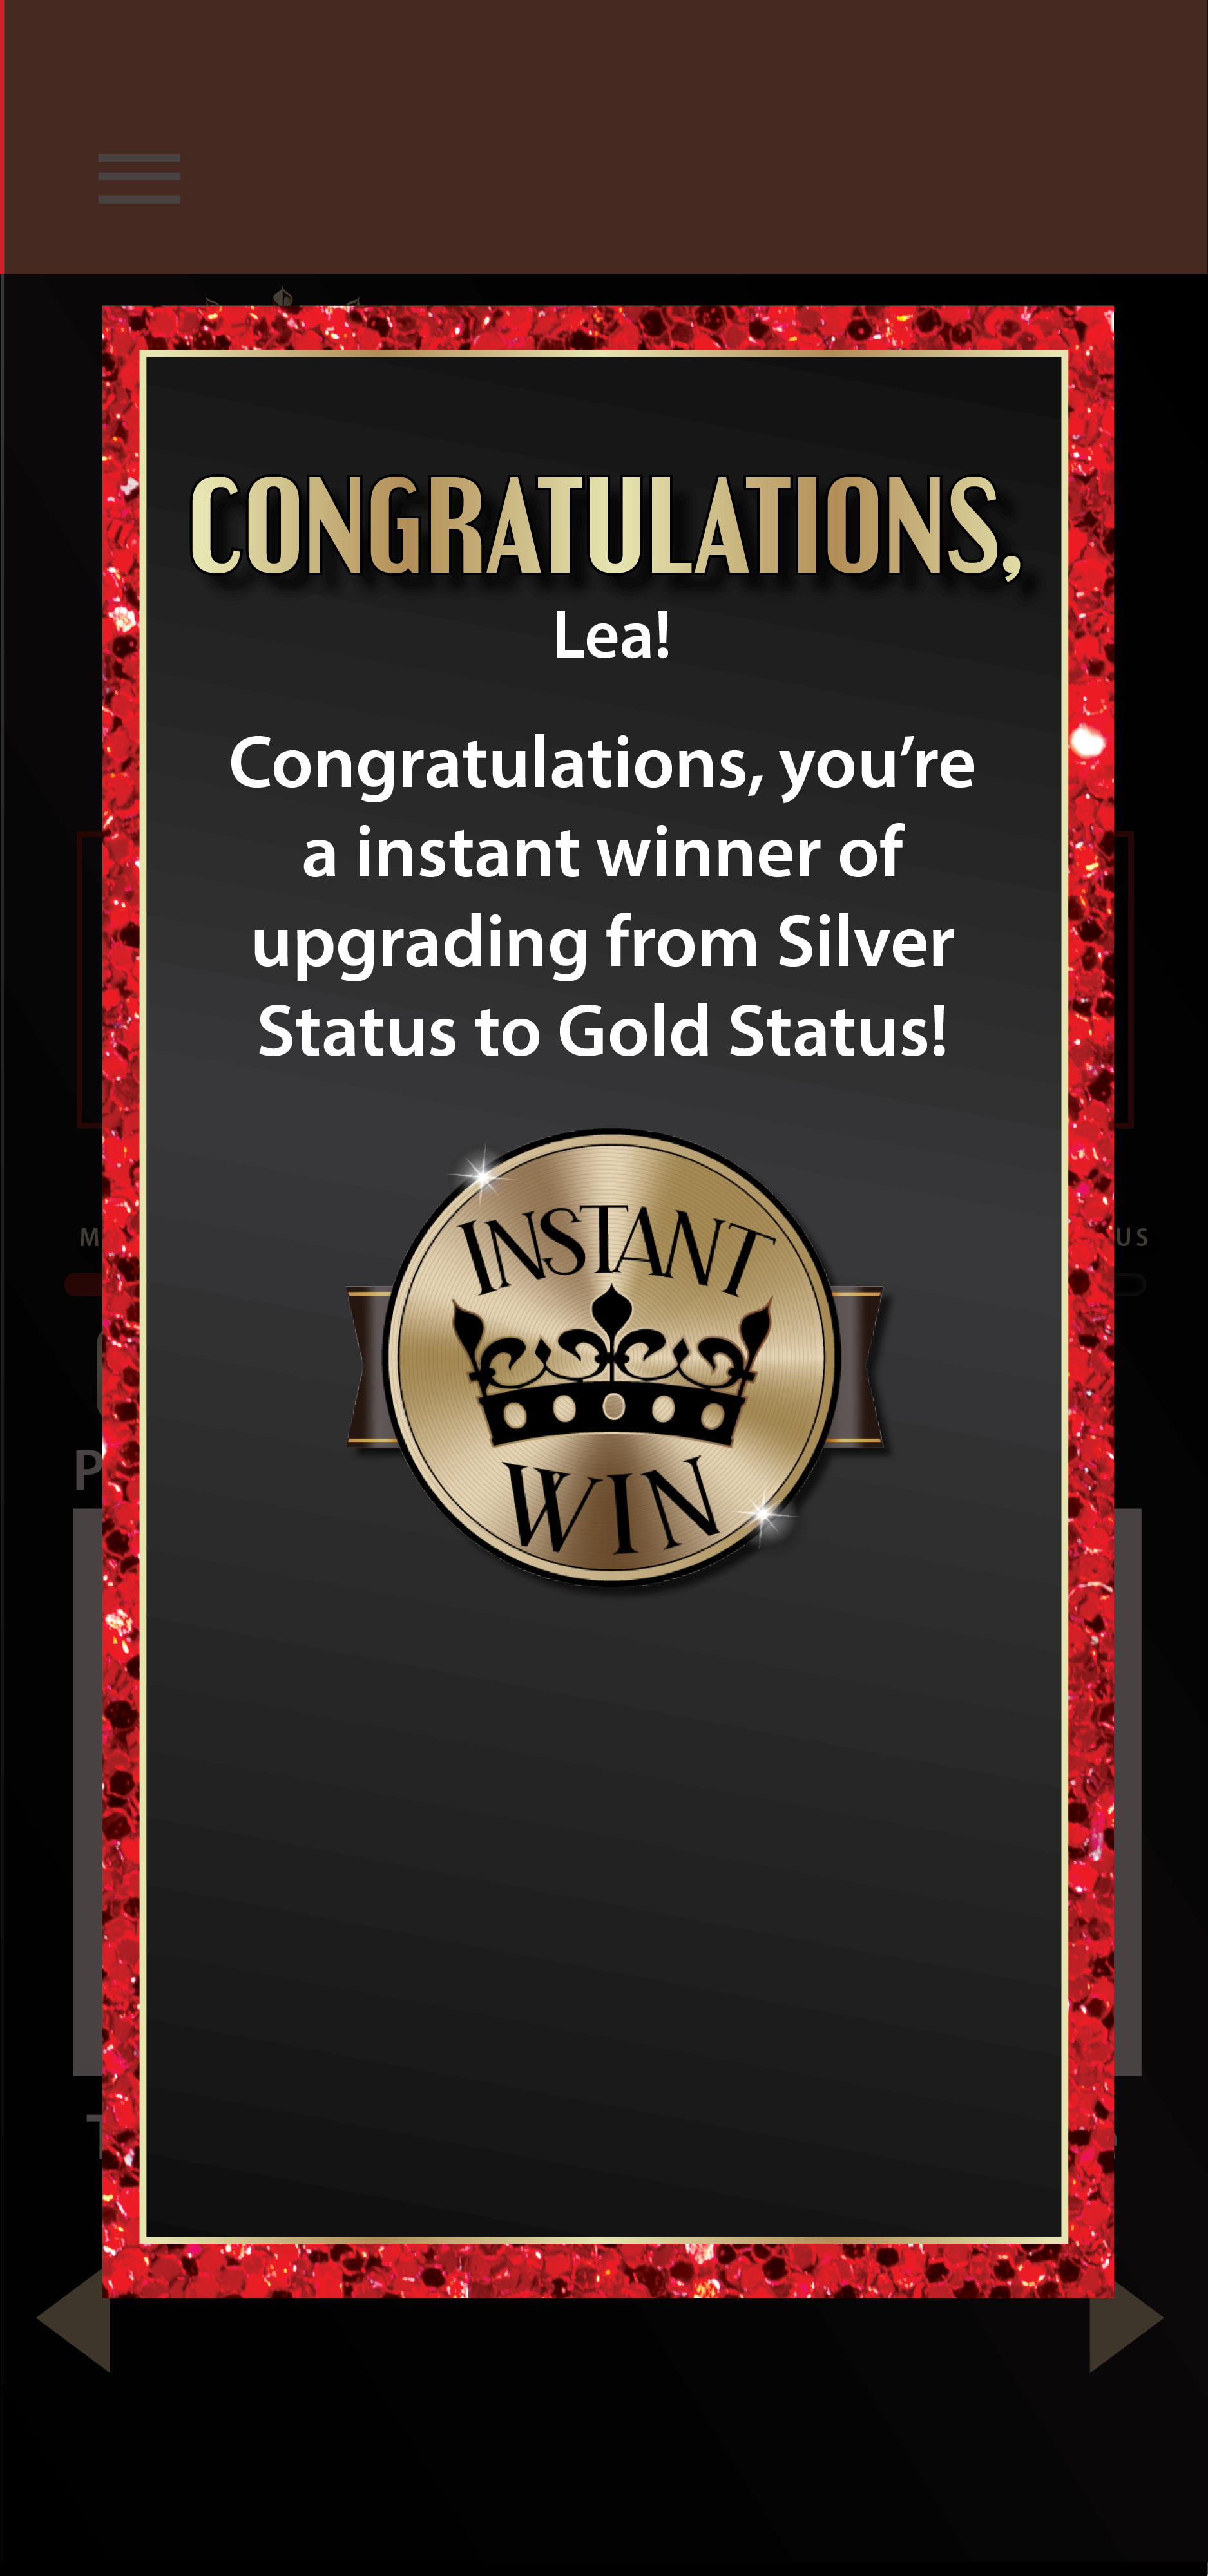 CONGRATULATIONS,
Lea!
Congratulations, you’re
a instant winner of
upgrading from Silver
Status to Gold Status!
INSTANT
WIN